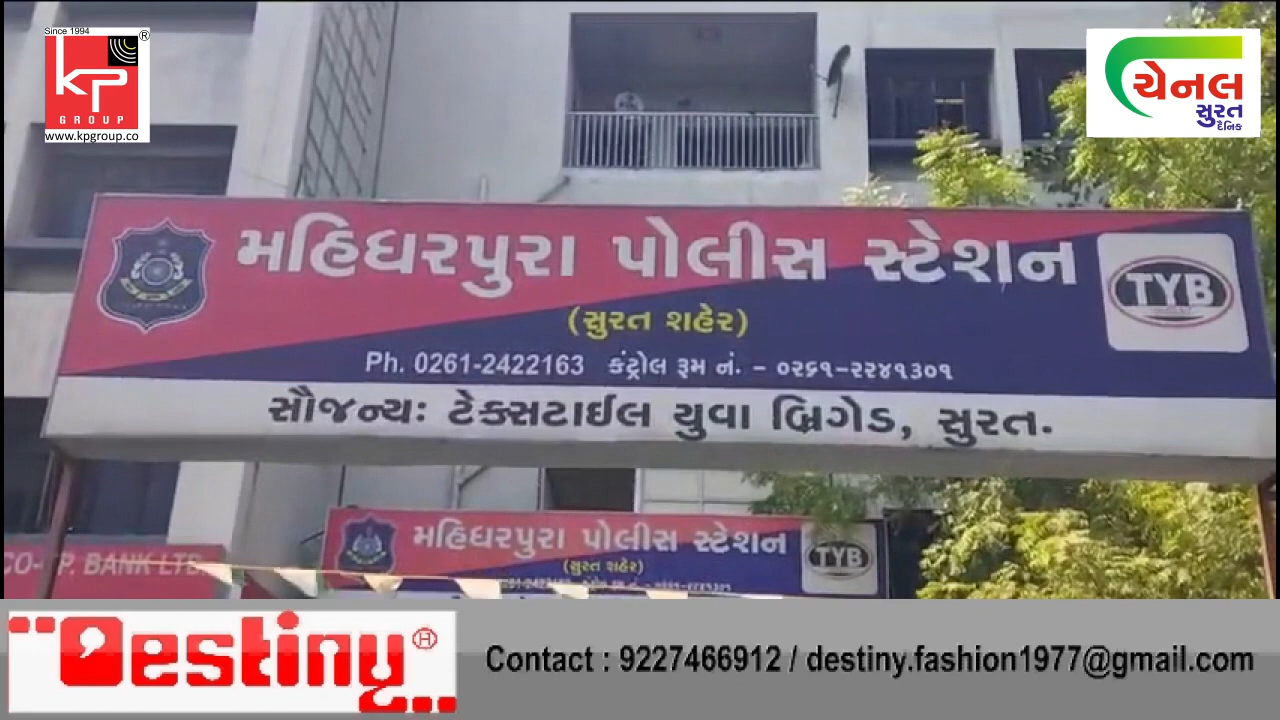 Since 1994
KP ®
GROUP
www.kpgroup.co
ચેનલ
સુરત
દૈનિક
મહિધરપુરા પોલીસ સ્ટેશન
TYB
(સુરત શહેર)
Ph. 0261-2422163 કંટ્રોલ રૂમ નં. - ૦૨૬૧-૨૨૪૧૩૦૧
સૌજન્ય: ટેક્સટાઈલ યુવા બ્રિગેડ, સુરત.
મહિધરપુરા પોલીસ સ્ટેશન
TYB
(સુરત શહેર)
CO-OP. BANK LTD.
Destiny
Contact : 9227466912 / destiny.fashion1977@gmail.com